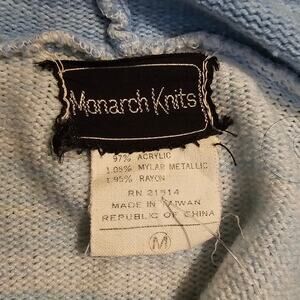 Monarch Knits
97% ACRYLIC
1.05% MYLAR METALLIC
1.95% RAYON
RN 21514
MADE IN TAIWAN
REPUBLIC OF CHINA
M